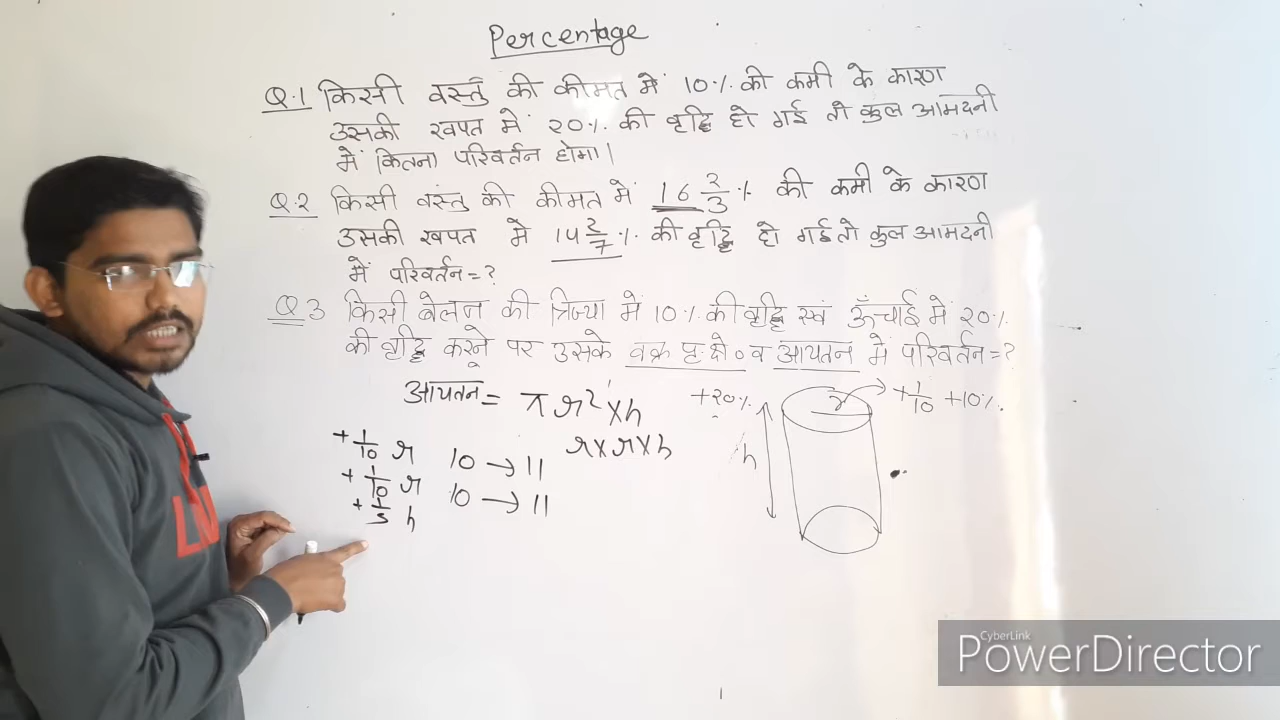 Percentage
Q.1 किसी वस्तु की कीमत में 10% की कमी के कारण
उसकी खपत में 20% की वृद्धि हो गई तो कुल आमदनी
में कितना परिवर्तन होगा।
Q.2 किसी वस्तु की कीमत में 16 2/3 % की कमी के कारण
उसकी खपत में 14 2/7 % की वृद्धि हो गई तो कुल आमदनी
में परिवर्तन = ?
Q.3 किसी बेलन की त्रिज्या में 10% की वृद्धि एवं ऊँचाई में 20%
की वृद्धि करने पर उसके वक्र पृ. क्षे० व आयतन में परिवर्तन = ?
आयतन = πr²×h
r×r×h
+1/10 r 10 → 11
+1/10 r 10 → 11
+1/5 h
+20%
h
r
+1/10 +10%
CyberLink
PowerDirector